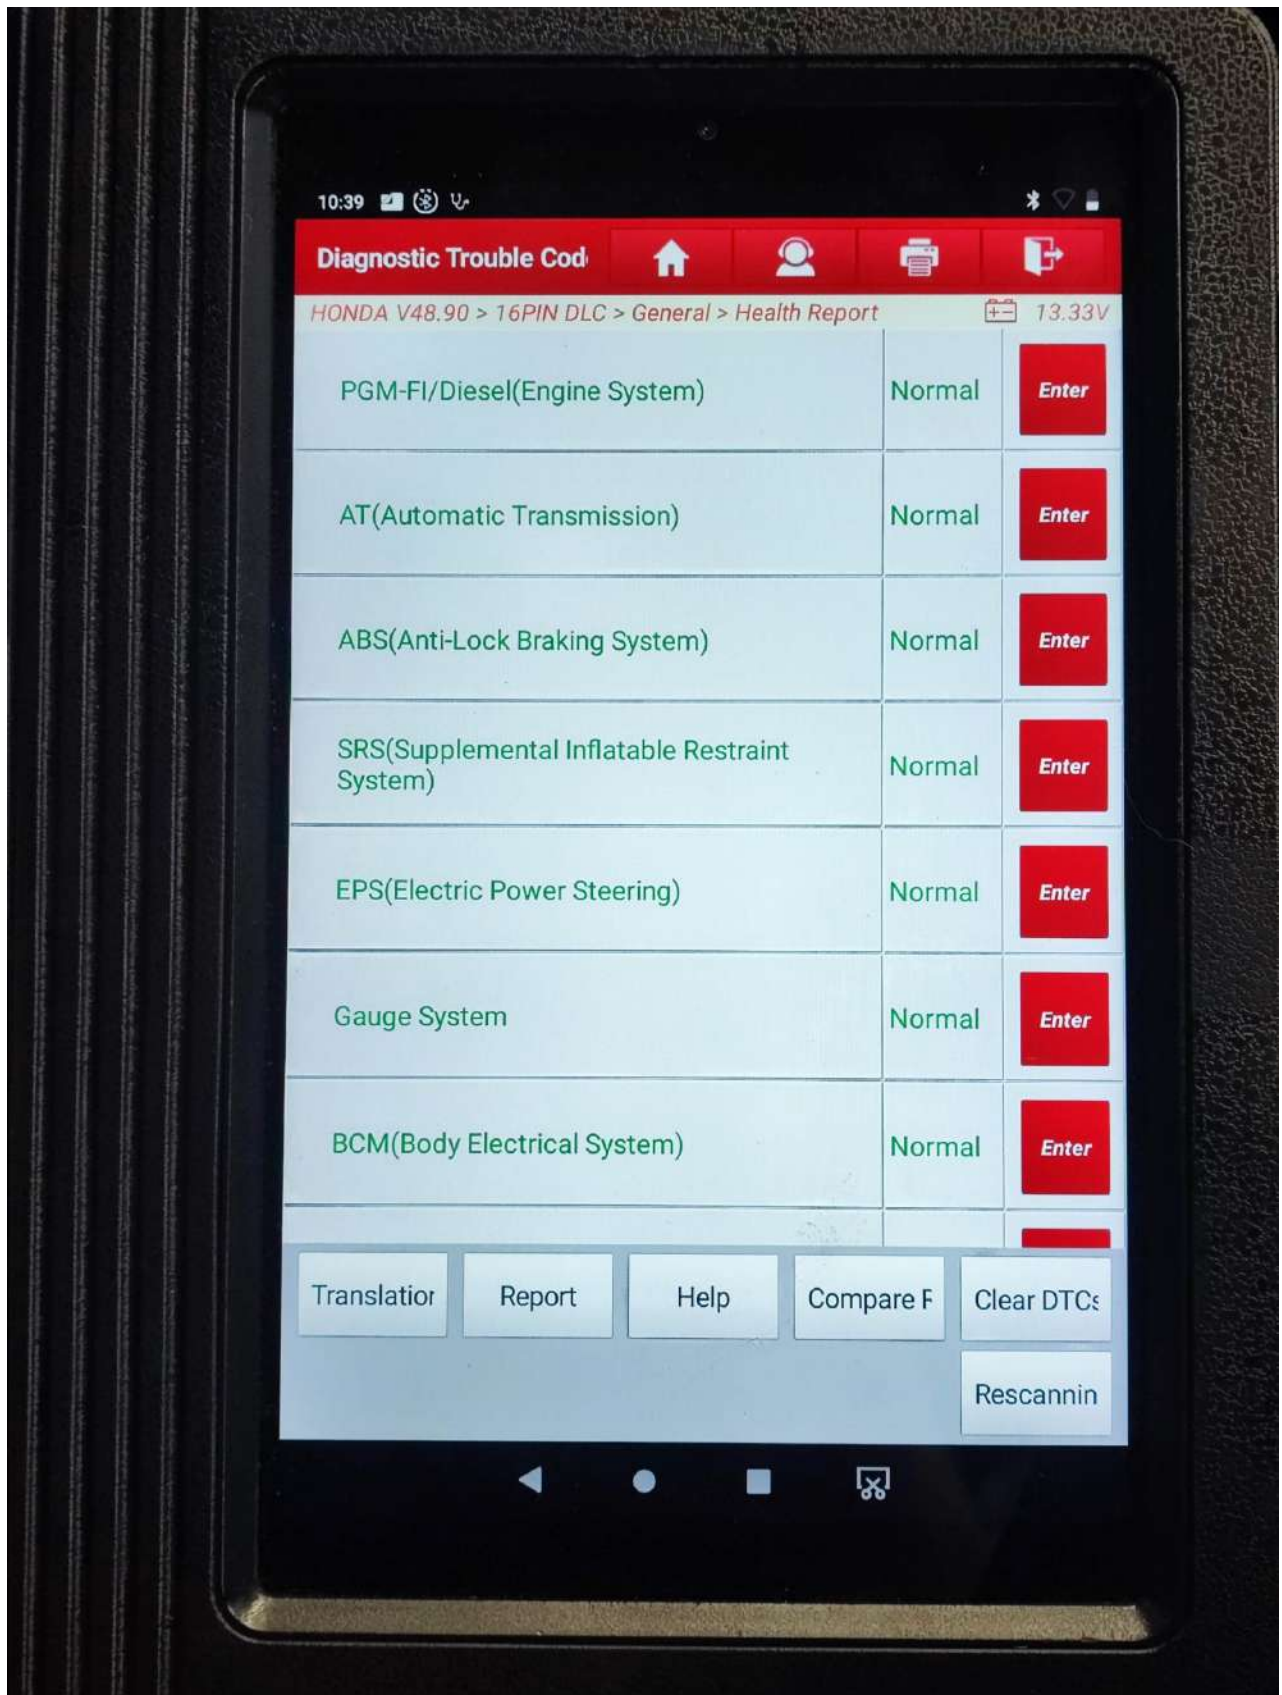 10:39
Diagnostic Trouble Cod
HONDA V48.90 > 16PIN DLC > General > Health Report 13.33V
PGM-FI/Diesel(Engine System) Normal Enter
AT(Automatic Transmission) Normal Enter
ABS(Anti-Lock Braking System) Normal Enter
SRS(Supplemental Inflatable Restraint
System) Normal Enter
EPS(Electric Power Steering) Normal Enter
Gauge System Normal Enter
BCM(Body Electrical System) Normal Enter
Translation Report Help Compare F Clear DTCs
Rescannin